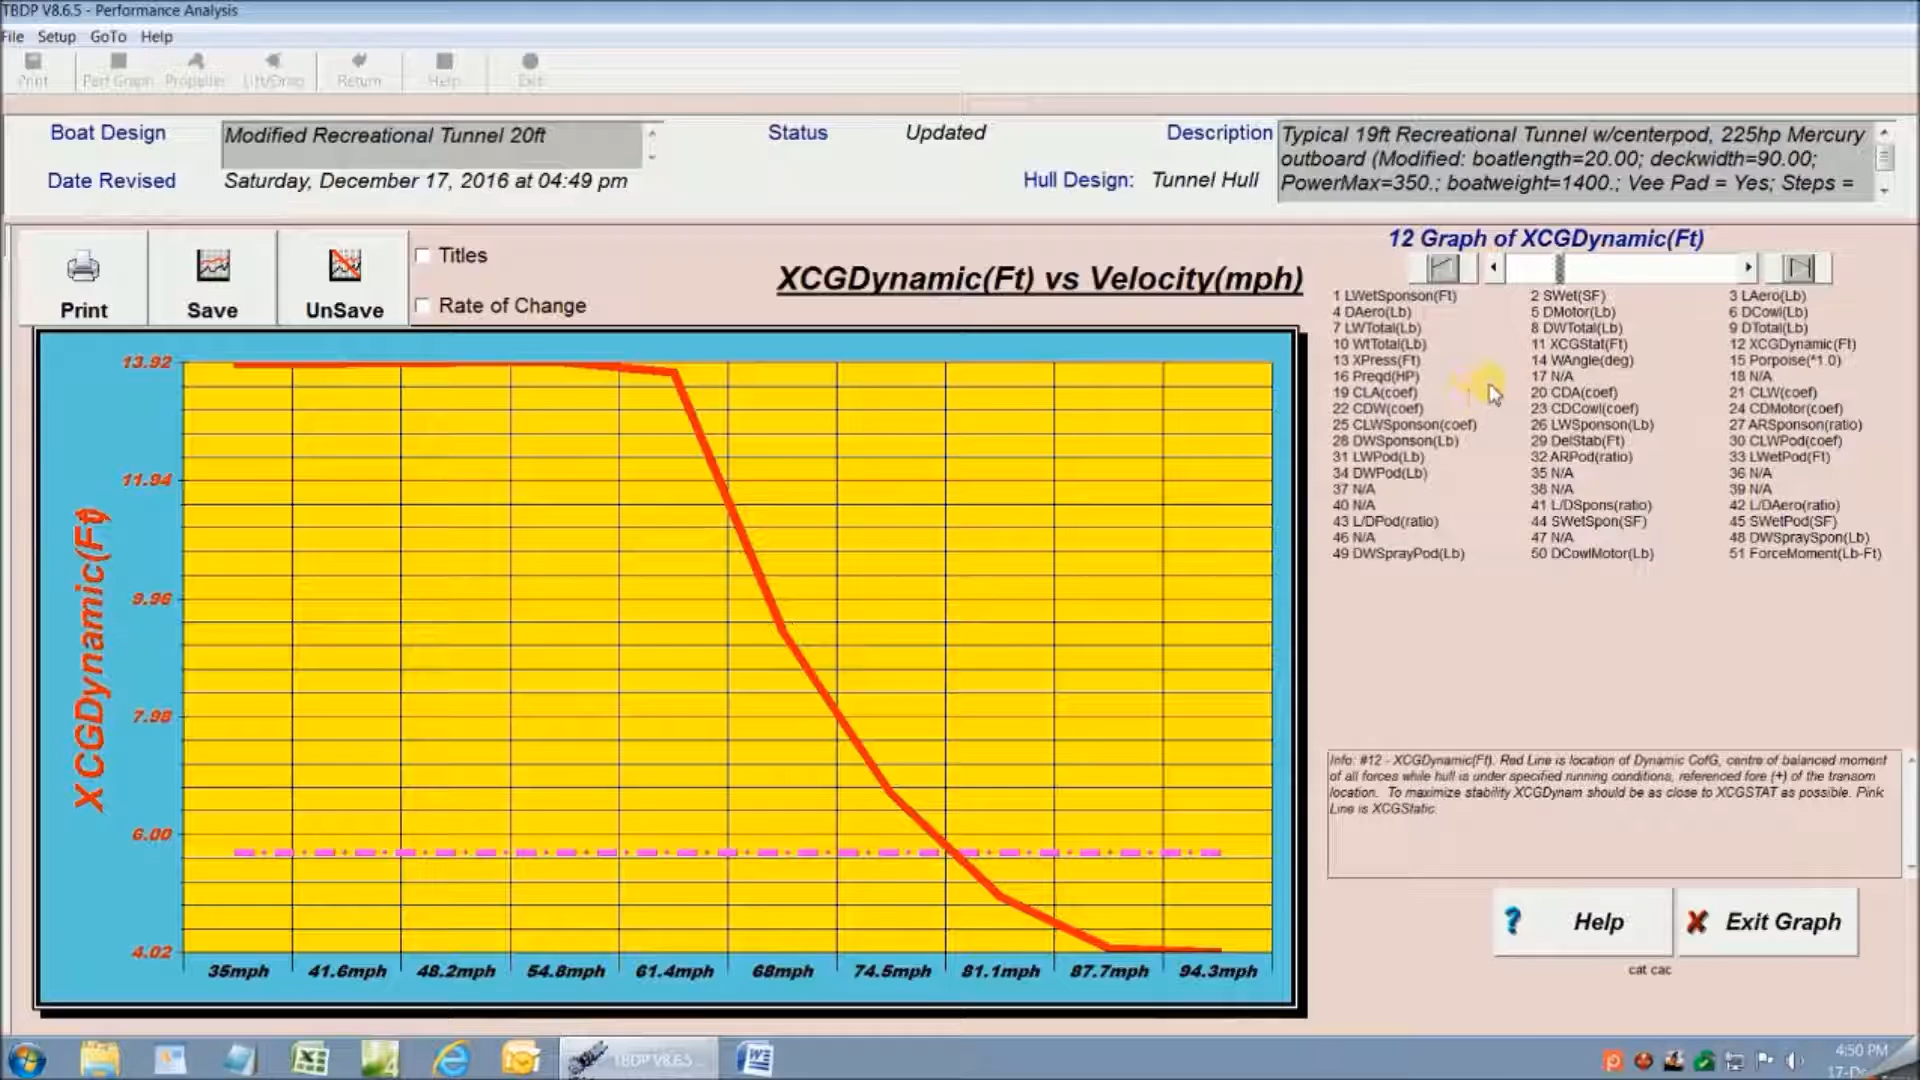 TBDP V8.6.5 - Performance Analysis
File Setup GoTo Help
Print Perf Graph Propeller Lift/Drag Return Help Exit
Boat Design
Modified Recreational Tunnel 20ft
Status
Updated
Description
Typical 19ft Recreational Tunnel w/centerpod, 225hp Mercury
outboard (Modified: boatlength=20.00; deckwidth=90.00;
PowerMax=350.; boatweight=1400.; Vee Pad = Yes; Steps =
Date Revised
Saturday, December 17, 2016 at 04:49 pm
Hull Design:
Tunnel Hull
Print
Save
UnSave
Titles
Rate of Change
XCGDynamic(Ft) vs Velocity(mph)
12 Graph of XCGDynamic(Ft)
1 LWetSponson(Ft) 2 SWet(SF) 3 LAero(Lb)
4 DAero(Lb) 5 DMotor(Lb) 6 DCowl(Lb)
7 LWTotal(Lb) 8 DWTotal(Lb) 9 DTotal(Lb)
10 WtTotal(Lb) 11 XCGStat(Ft) 12 XCGDynamic(Ft)
13 XPress(Ft) 14 WAngle(deg) 15 Porpoise(*1.0)
16 Preqd(HP) 17 N/A 18 N/A
19 CLA(coef) 20 CDA(coef) 21 CLW(coef)
22 CDW(coef) 23 CDCowl(coef) 24 CDMotor(coef)
25 CLWSponson(coef) 26 LWSponson(Lb) 27 ARSponson(ratio)
28 DWSponson(Lb) 29 DelStab(Ft) 30 CLWPod(coef)
31 LWPod(Lb) 32 ARPod(ratio) 33 LWetPod(Ft)
34 DWPod(Lb) 35 N/A 36 N/A
37 N/A 38 N/A 39 N/A
40 N/A 41 L/DSpons(ratio) 42 L/DAero(ratio)
43 L/DPod(ratio) 44 SWetSpon(SF) 45 SWetPod(SF)
46 N/A 47 N/A 48 DWSpraySpon(Lb)
49 DWSprayPod(Lb) 50 DCowlMotor(Lb) 51 ForceMoment(Lb-Ft)
XCGDynamic(Ft)
13.92
11.94
9.96
7.98
6.00
4.02
35mph 41.6mph 48.2mph 54.8mph 61.4mph 68mph 74.5mph 81.1mph 87.7mph 94.3mph
Info: #12 - XCGDynamic(Ft). Red Line is location of Dynamic CofG, centre of balanced moment
of all forces while hull is under specified running conditions, referenced fore (+) of the transom
location. To maximize stability XCGDynam should be as close to XCGSTAT as possible. Pink
Line is XCGStatic.
? Help
X Exit Graph
cat cac
TBDP V8.6.5...
4:50 PM